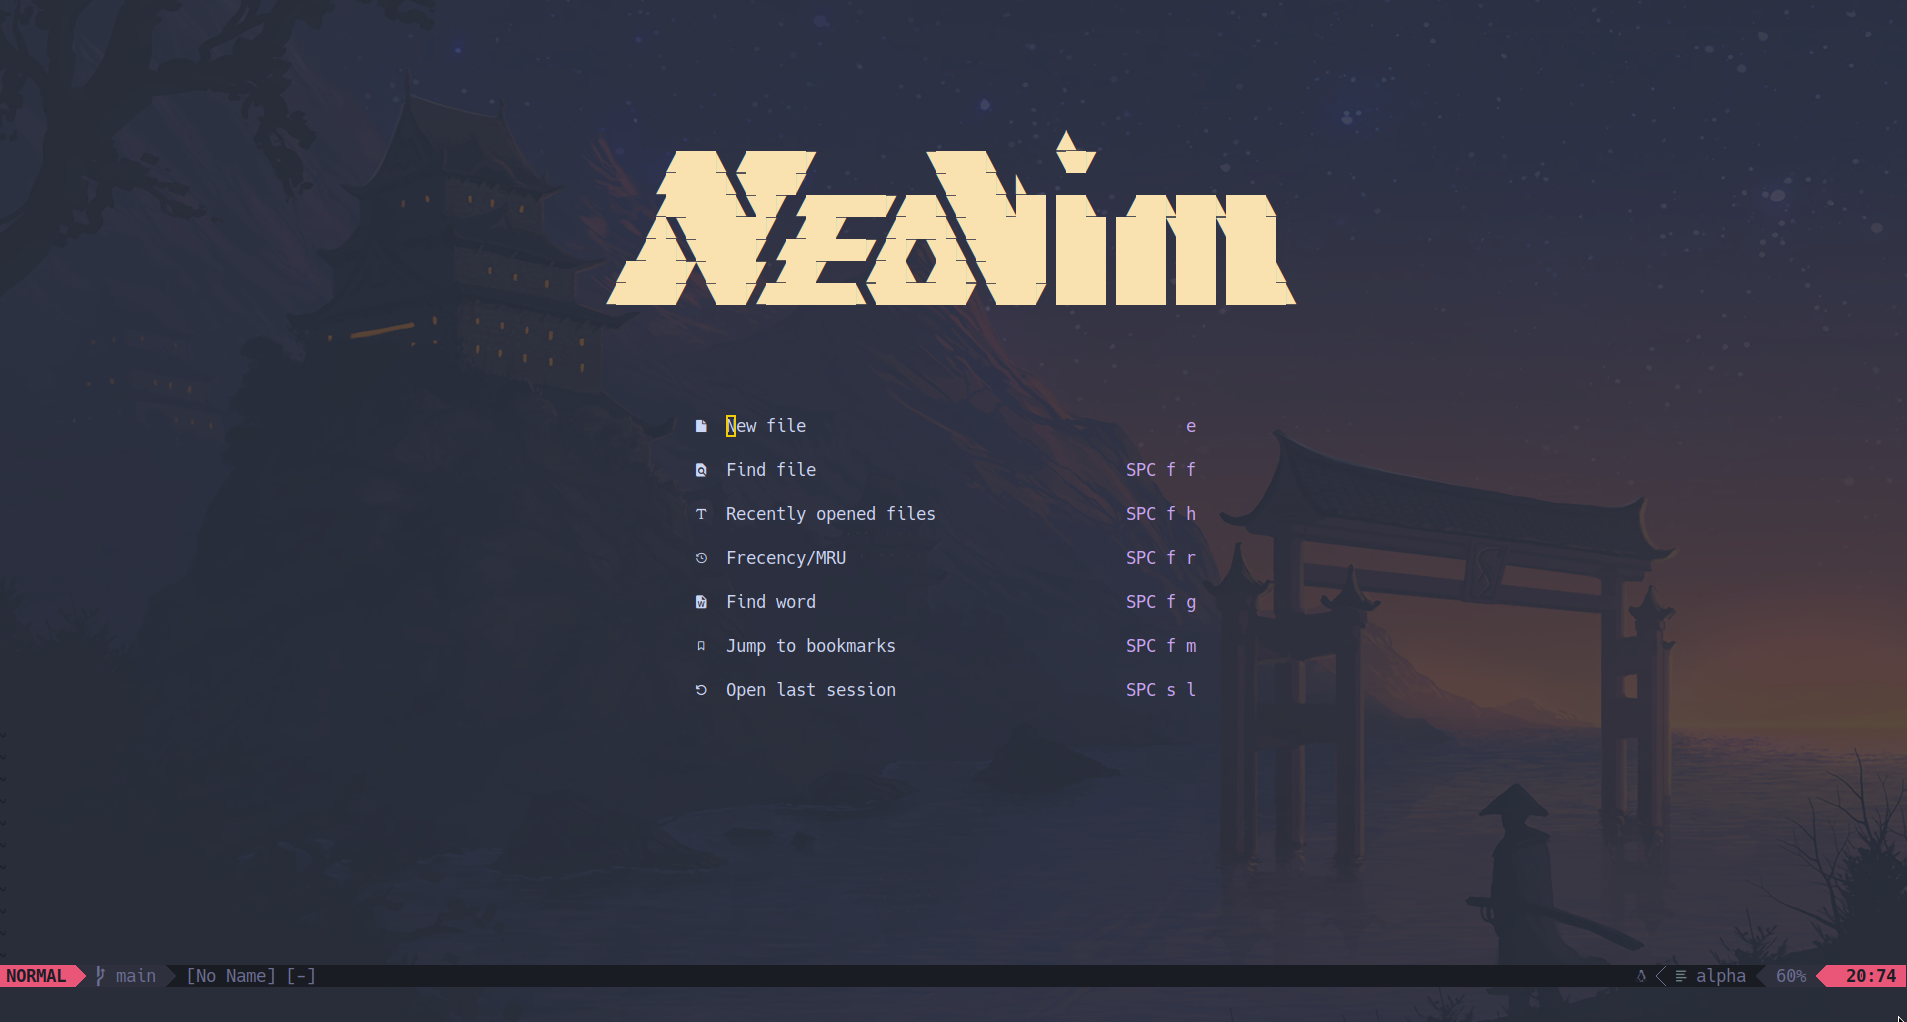 Neovim
New file e
Find file SPC f f
Recently opened files SPC f h
Frecency/MRU SPC f r
Find word SPC f g
Jump to bookmarks SPC f m
Open last session SPC s l
NORMAL main [No Name] [-] alpha 60% 20:74